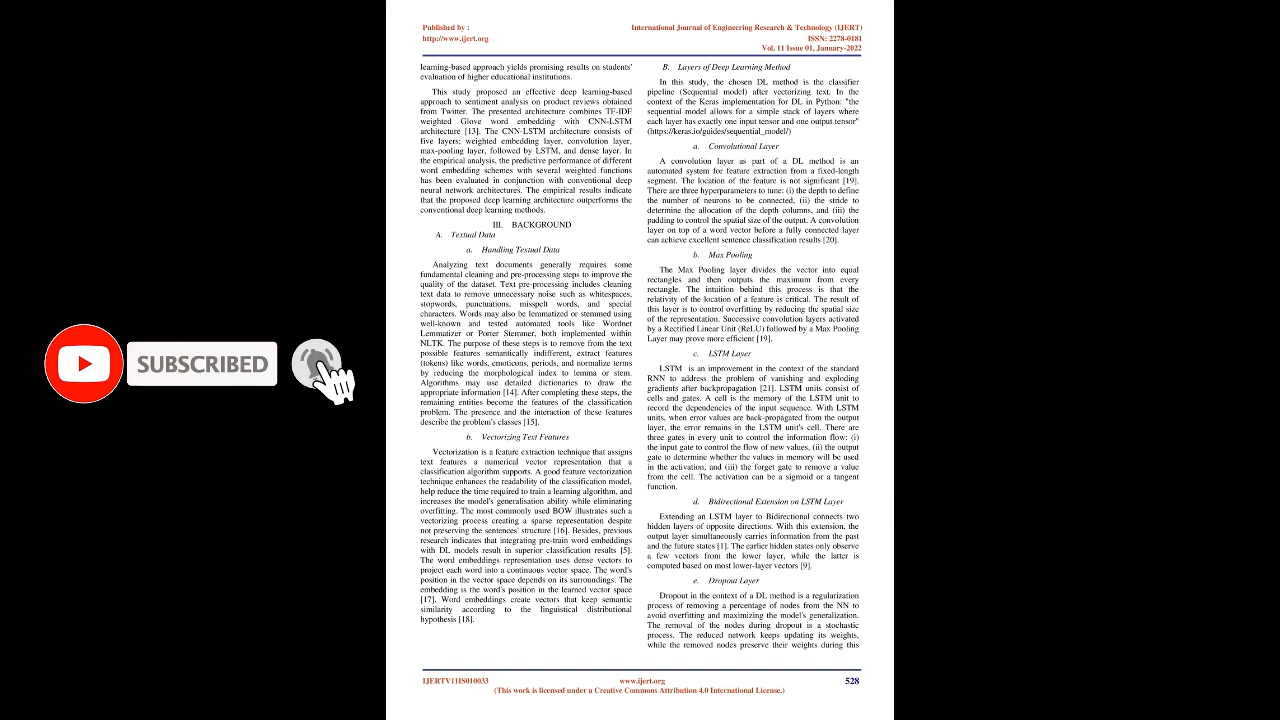 Published by :
http://www.ijert.org
International Journal of Engineering Research & Technology (IJERT)
ISSN: 2278-0181
Vol. 11 Issue 01, January-2022
learning-based approach yields promising results on students'
evaluation of higher educational institutions.
This study proposed an effective deep learning-based
approach to sentiment analysis on product reviews obtained
from Twitter. The presented architecture combines TF-IDF
weighted Glove word embedding with CNN-LSTM
architecture [13]. The CNN-LSTM architecture consists of
five layers; weighted embedding layer, convolution layer,
max-pooling layer, followed by LSTM, and dense layer. In
the empirical analysis, the predictive performance of different
word embedding schemes with several weighted functions
has been evaluated in conjunction with conventional deep
neural network architectures. The empirical results indicate
that the proposed deep learning architecture outperforms the
conventional deep learning methods.
III. BACKGROUND
A. Textual Data
a. Handling Textual Data
Analyzing text documents generally requires some
fundamental cleaning and pre-processing steps to improve the
quality of the dataset. Text pre-processing includes cleaning
text data to remove unnecessary noise such as whitespaces,
stopwords, punctuations, misspelt words, and special
characters. Words may also be lemmatized or stemmed using
well-known and tested automated tools like Wordnet
Lemmatizer or Porter Stemmer, both implemented within
NLTK. The purpose of these steps is to remove from the text
possible features semantically indifferent, extract features
(tokens) like words, emoticons, periods, and normalize terms
by reducing the morphological index to lemma or stem.
Algorithms may use detailed dictionaries to draw the
appropriate information [14]. After completing these steps, the
remaining entities become the features of the classification
problem. The presence and the interaction of these features
describe the problem's classes [15].
b. Vectorizing Text Features
Vectorization is a feature extraction technique that assigns
text features a numerical vector representation that a
classification algorithm supports. A good feature vectorization
technique enhances the readability of the classification model,
help reduce the time required to train a learning algorithm, and
increases the model's generalisation ability while eliminating
overfitting. The most commonly used BOW illustrates such a
vectorizing process creating a sparse representation despite
not preserving the sentences' structure [16]. Besides, previous
research indicates that integrating pre-train word embeddings
with DL models result in superior classification results [5].
The word embeddings representation uses dense vectors to
project each word into a continuous vector space. The word's
position in the vector space depends on its surroundings. The
embedding is the word's position in the learned vector space
[17]. Word embeddings create vectors that keep semantic
similarity according to the linguistical distributional
hypothesis [18].
B. Layers of Deep Learning Method
In this study, the chosen DL method is the classifier
pipeline (Sequential model) after vectorizing text. In the
context of the Keras implementation for DL in Python: "the
sequential model allows for a simple stack of layers where
each layer has exactly one input tensor and one output tensor"
(https://keras.io/guides/sequential_model/)
a. Convolutional Layer
A convolution layer as part of a DL method is an
automated system for feature extraction from a fixed-length
segment. The location of the feature is not significant [19].
There are three hyperparameters to tune: (i) the depth to define
the number of neurons to be connected, (ii) the stride to
determine the allocation of the depth columns, and (iii) the
padding to control the spatial size of the output. A convolution
layer on top of a word vector before a fully connected layer
can achieve excellent sentence classification results [20].
b. Max Pooling
The Max Pooling layer divides the vector into equal
rectangles and then outputs the maximum from every
rectangle. The intuition behind this process is that the
relativity of the location of a feature is critical. The result of
this layer is to control overfitting by reducing the spatial size
of the representation. Successive convolution layers activated
by a Rectified Linear Unit (ReLU) followed by a Max Pooling
Layer may prove more efficient [19].
c. LSTM Layer
LSTM is an improvement in the context of the standard
RNN to address the problem of vanishing and exploding
gradients after backpropagation [21]. LSTM units consist of
cells and gates. A cell is the memory of the LSTM unit to
record the dependencies of the input sequence. With LSTM
units, when error values are back-propagated from the output
layer, the error remains in the LSTM unit's cell. There are
three gates in every unit to control the information flow: (i)
the input gate to control the flow of new values, (ii) the output
gate to determine whether the values in memory will be used
in the activation, and (iii) the forget gate to remove a value
from the cell. The activation can be a sigmoid or a tangent
function.
d. Bidirectional Extension on LSTM Layer
Extending an LSTM layer to Bidirectional connects two
hidden layers of opposite directions. With this extension, the
output layer simultaneously carries information from the past
and the future states [1]. The earlier hidden states only observe
a few vectors from the lower layer, while the latter is
computed based on most lower-layer vectors [9].
e. Dropout Layer
Dropout in the context of a DL method is a regularization
process of removing a percentage of nodes from the NN to
avoid overfitting and maximizing the model's generalization.
The removal of the nodes during dropout is a stochastic
process. The reduced network keeps updating its weights,
while the removed nodes preserve their weights during this
SUBSCRIBED
IJERTV11IS010033
www.ijert.org
528
(This work is licensed under a Creative Commons Attribution 4.0 International License.)